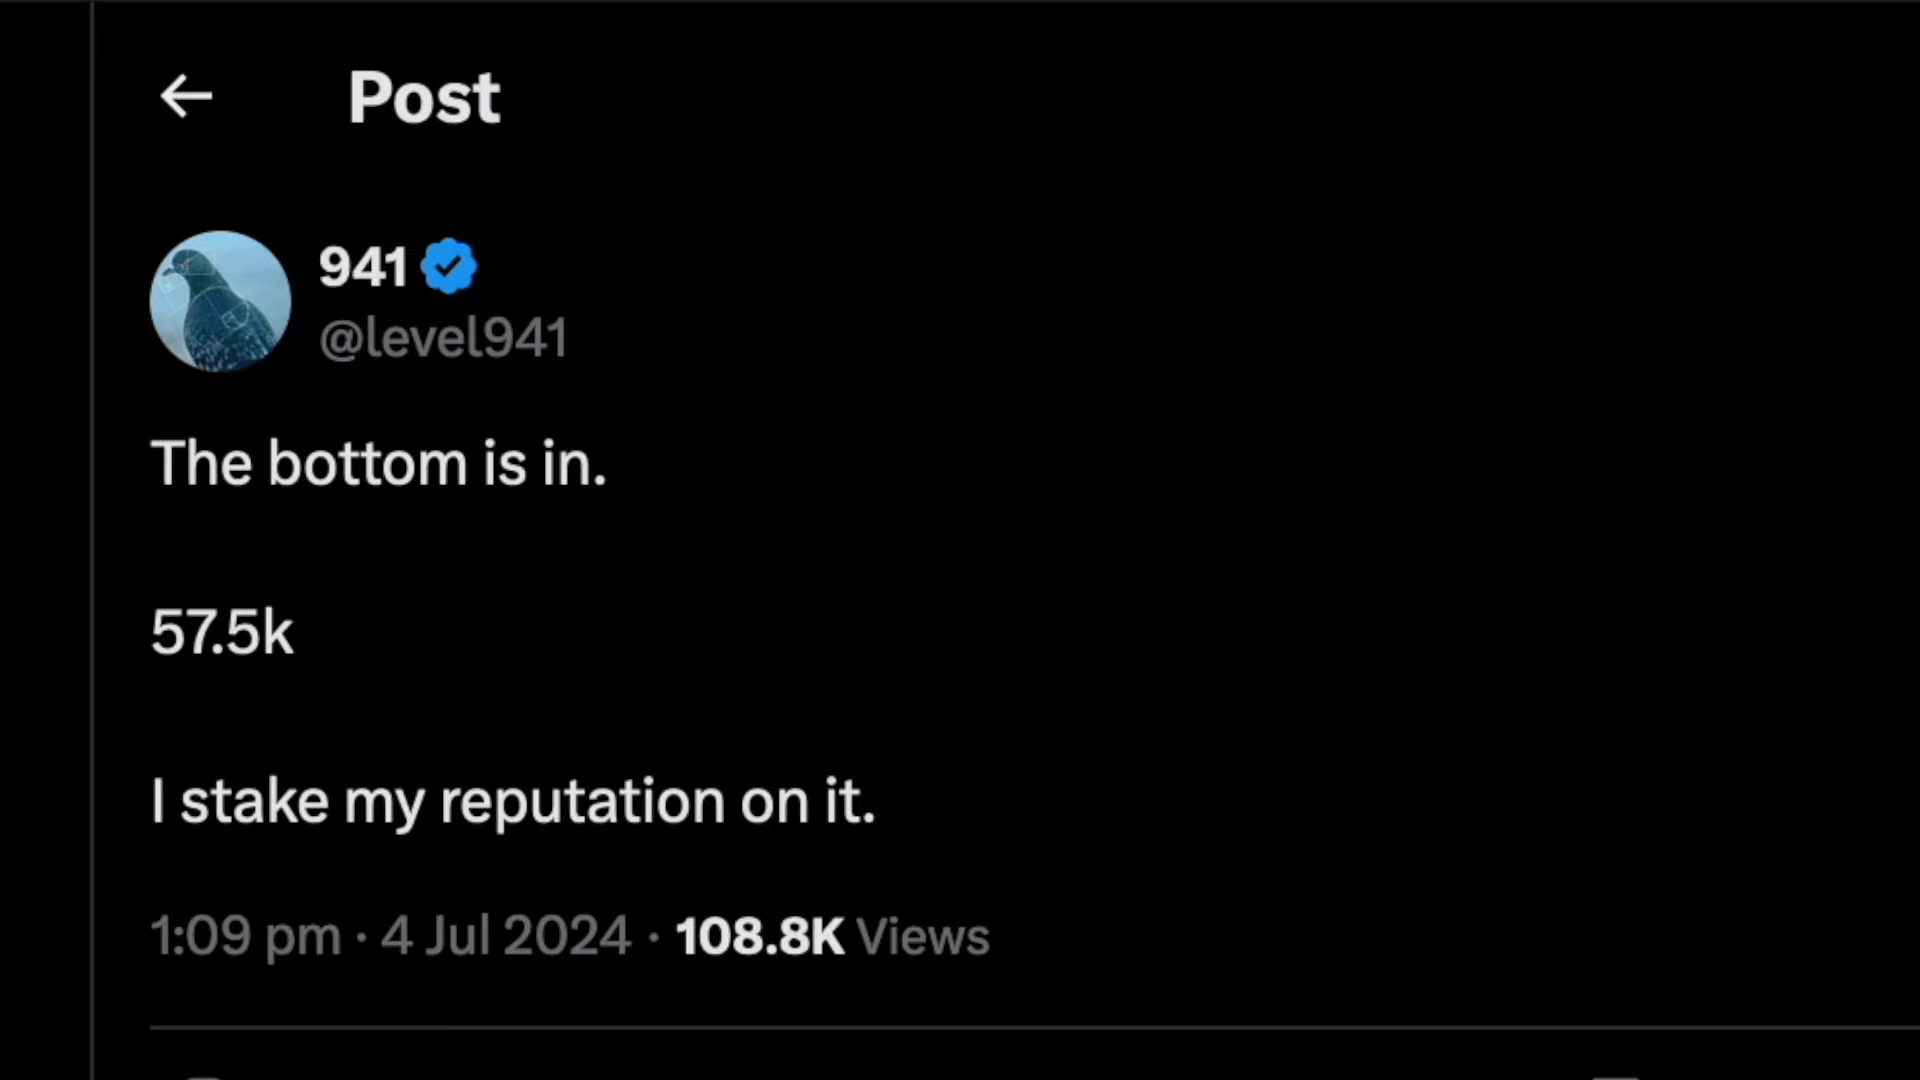 Post
941
@level941
The bottom is in.
57.5k
I stake my reputation on it.
1:09 pm · 4 Jul 2024 · 108.8K Views